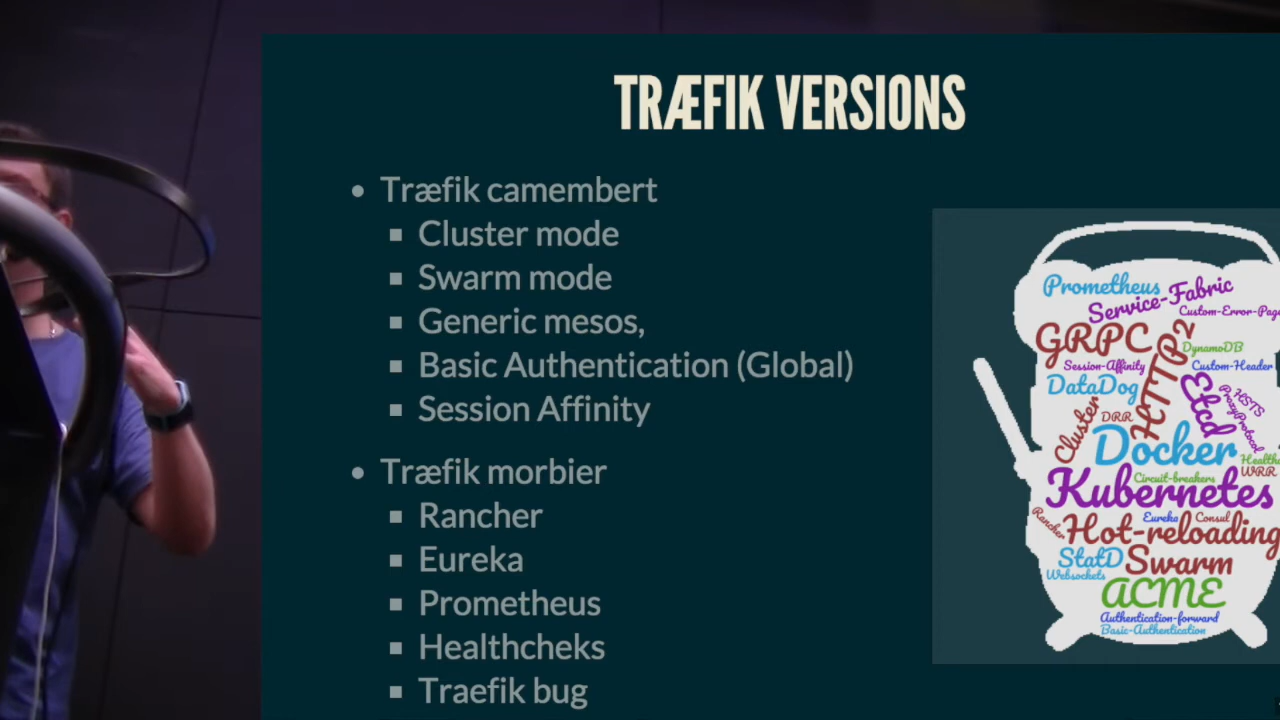 TRÆFIK VERSIONS
Træfik camembert
Cluster mode
Swarm mode
Generic mesos,
Basic Authentication (Global)
Session Affinity
Træfik morbier
Rancher
Eureka
Prometheus
Healthcheks
Traefik bug
Prometheus
Service-Fabric
Custom-Error-Pag
GRPC
HTTP2
DynamoDB
Session-Affinity
Custom-Header
DataDog
Etcd
HSTS
ProxyProtocol
Cluster
DRR
Docker
Healthc
WRR
Circuit-breakers
Kubernetes
Rancher
Eureka
Consul
Hot-reloading
StatD
Swarm
Websockets
ACME
Authentication-forward
Basic-Authentication